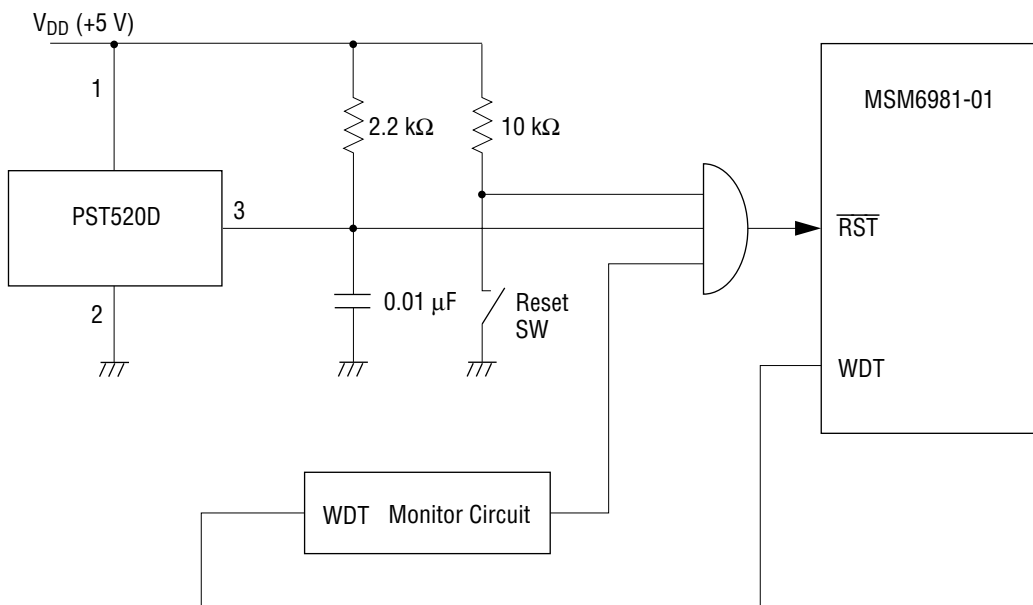 VDD (+5 V)
1
MSM6981-01
2.2 kΩ
10 kΩ
PST520D
3
RST
2
0.01 µF
Reset
SW
WDT
WDT Monitor Circuit